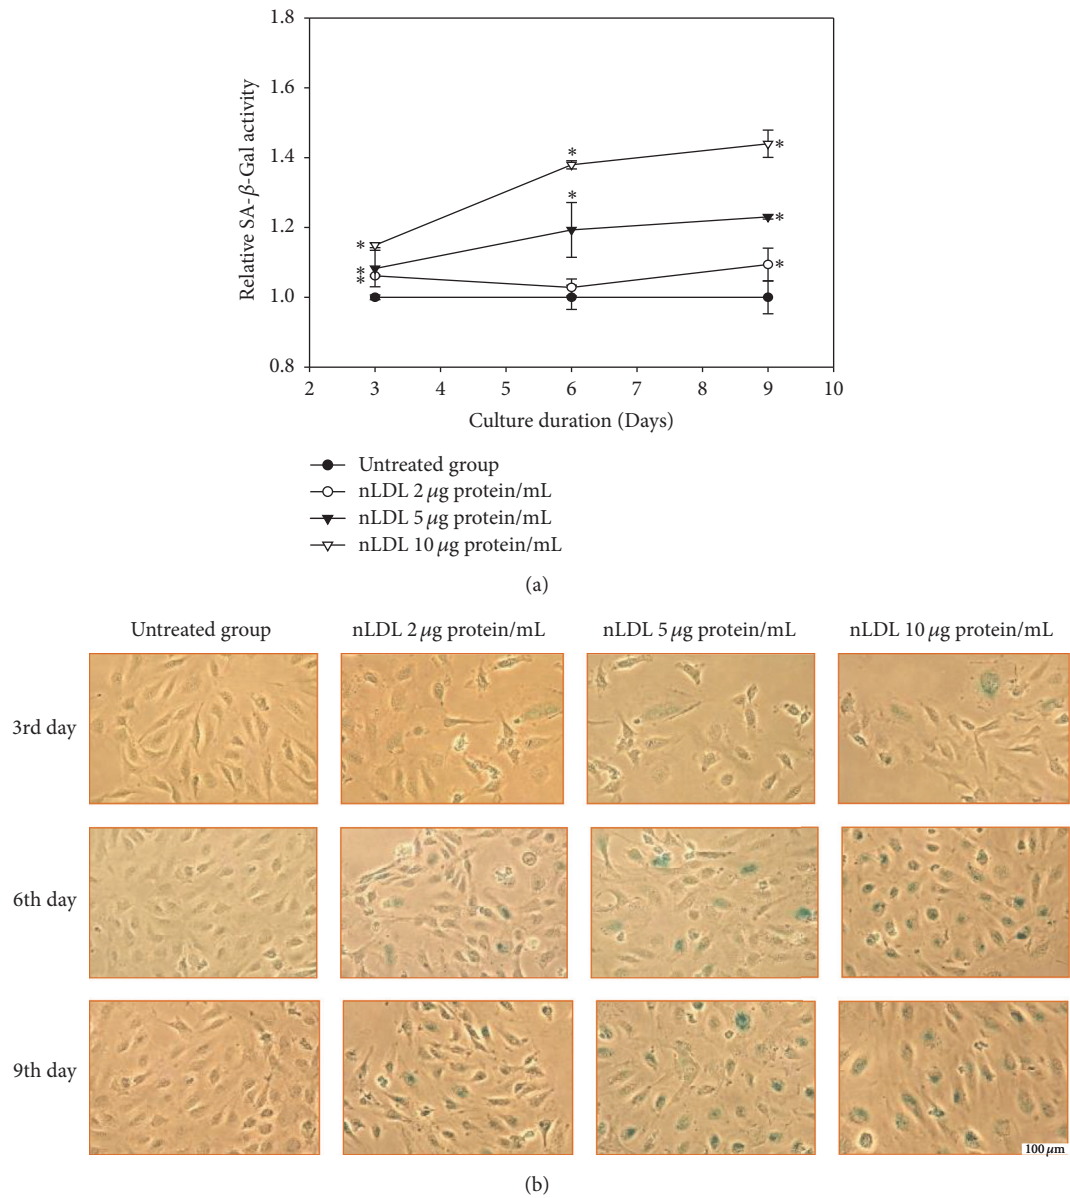 1.8
1.6
1.4
1.2
1.0
0.8
Relative SA-β-Gal activity
* * * * * * * *
2 3 4 5 6 7 8 9 10
Culture duration (Days)
Untreated group
nLDL 2 μg protein/mL
nLDL 5 μg protein/mL
nLDL 10 μg protein/mL
(a)
Untreated group nLDL 2 μg protein/mL nLDL 5 μg protein/mL nLDL 10 μg protein/mL
3rd day
6th day
9th day
100 μm
(b)